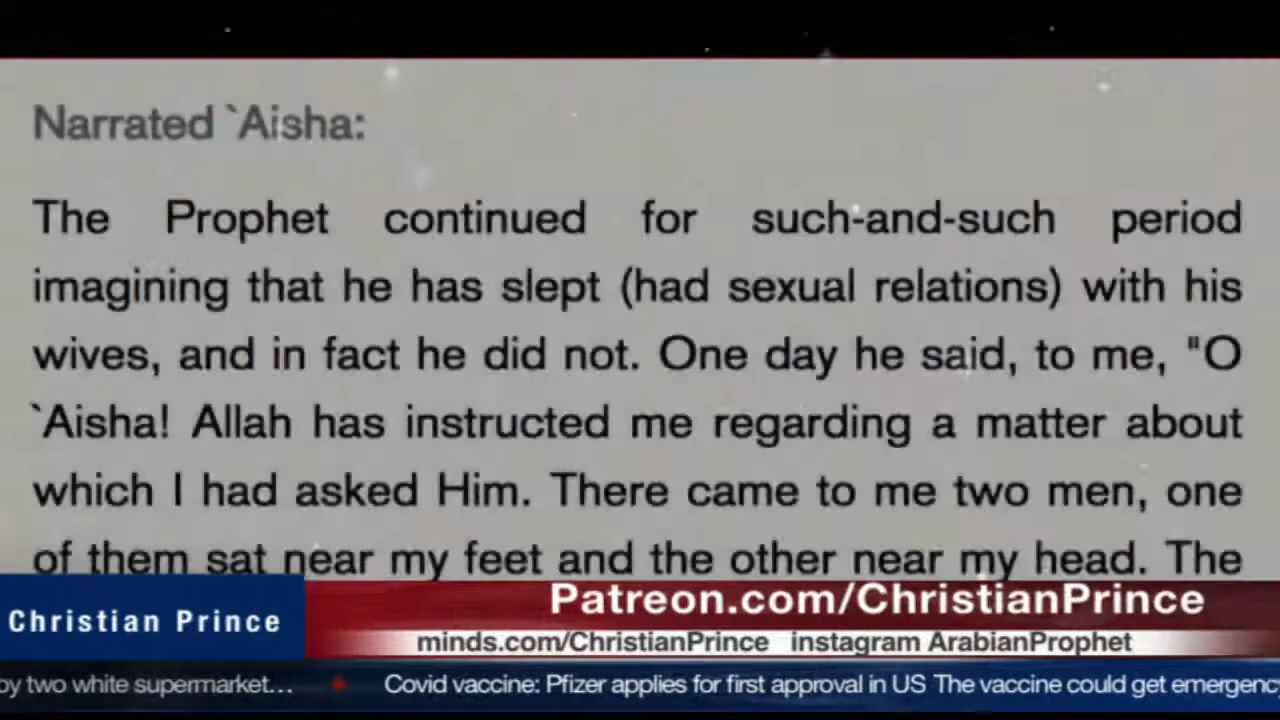 Narrated `Aisha:
The Prophet continued for such-and-such period
imagining that he has slept (had sexual relations) with his
wives, and in fact he did not. One day he said, to me, "O
`Aisha! Allah has instructed me regarding a matter about
which I had asked Him. There came to me two men, one
of them sat near my feet and the other near my head. The
Christian Prince
Patreon.com/ChristianPrince
minds.com/ChristianPrince instagram ArabianProphet
by two white supermarket... Covid vaccine: Pfizer applies for first approval in US The vaccine could get emergency